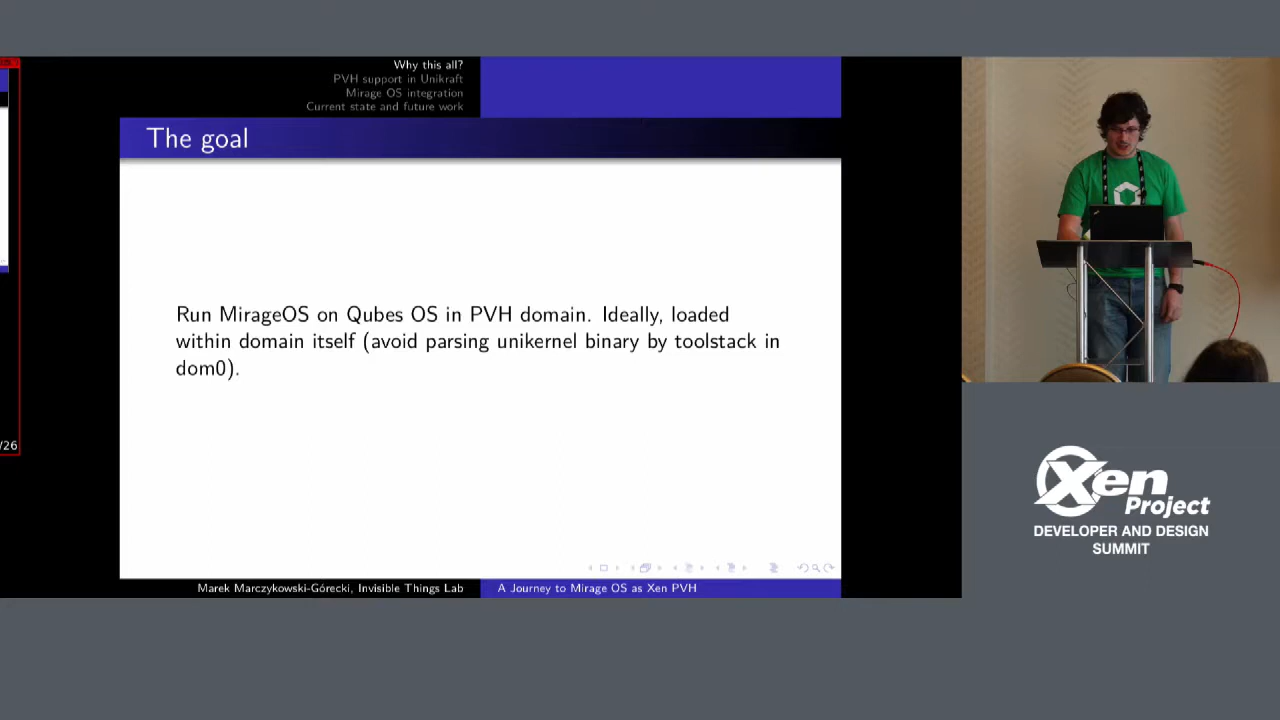 Why this all?
PVH support in Unikraft
Mirage OS integration
Current state and future work
The goal
Run MirageOS on Qubes OS in PVH domain. Ideally, loaded
within domain itself (avoid parsing unikernel binary by toolstack in
dom0).
/26
Marek Marczykowski-Górecki, Invisible Things Lab
A Journey to Mirage OS as Xen PVH
Xen
Project
DEVELOPER AND DESIGN
SUMMIT